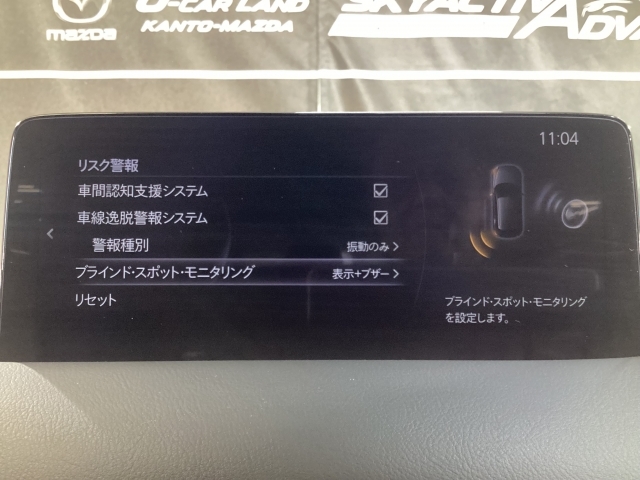 mazda
U-CAR LAND
KANTO-MAZDA
SKYACTIV
ADVA
11:04
リスク警報
車間認知支援システム
車線逸脱警報システム
警報種別
振動のみ
ブラインド・スポット・モニタリング
表示+ブザー
リセット
ブラインド・スポット・モニタリング
を設定します。